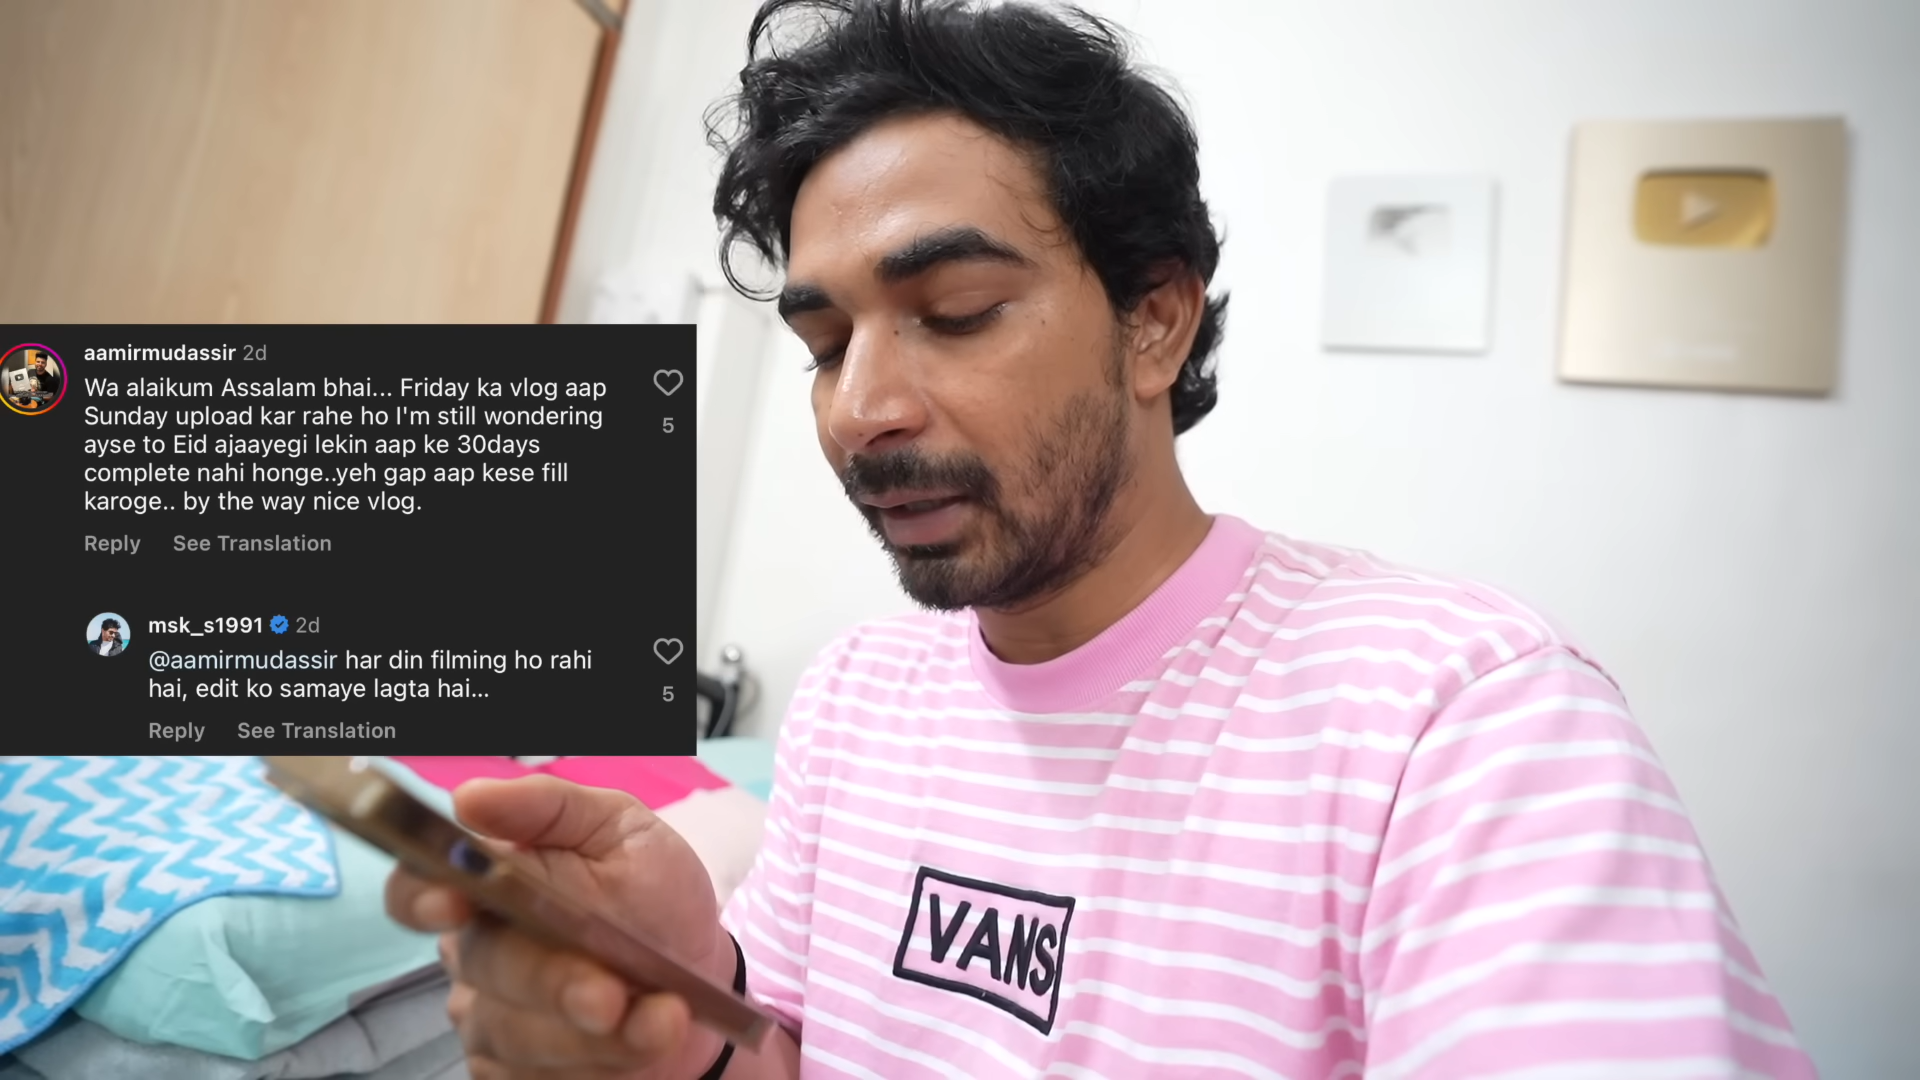 aamirmudassir 2d
Wa alaikum Assalam bhai... Friday ka vlog aap
Sunday upload kar rahe ho I'm still wondering
ayse to Eid ajaayegi lekin aap ke 30days
complete nahi honge..yeh gap aap kese fill
karoge.. by the way nice vlog.
5
Reply See Translation
msk_s1991 2d
@aamirmudassir har din filming ho rahi
hai, edit ko samaye lagta hai...
5
Reply See Translation
VANS